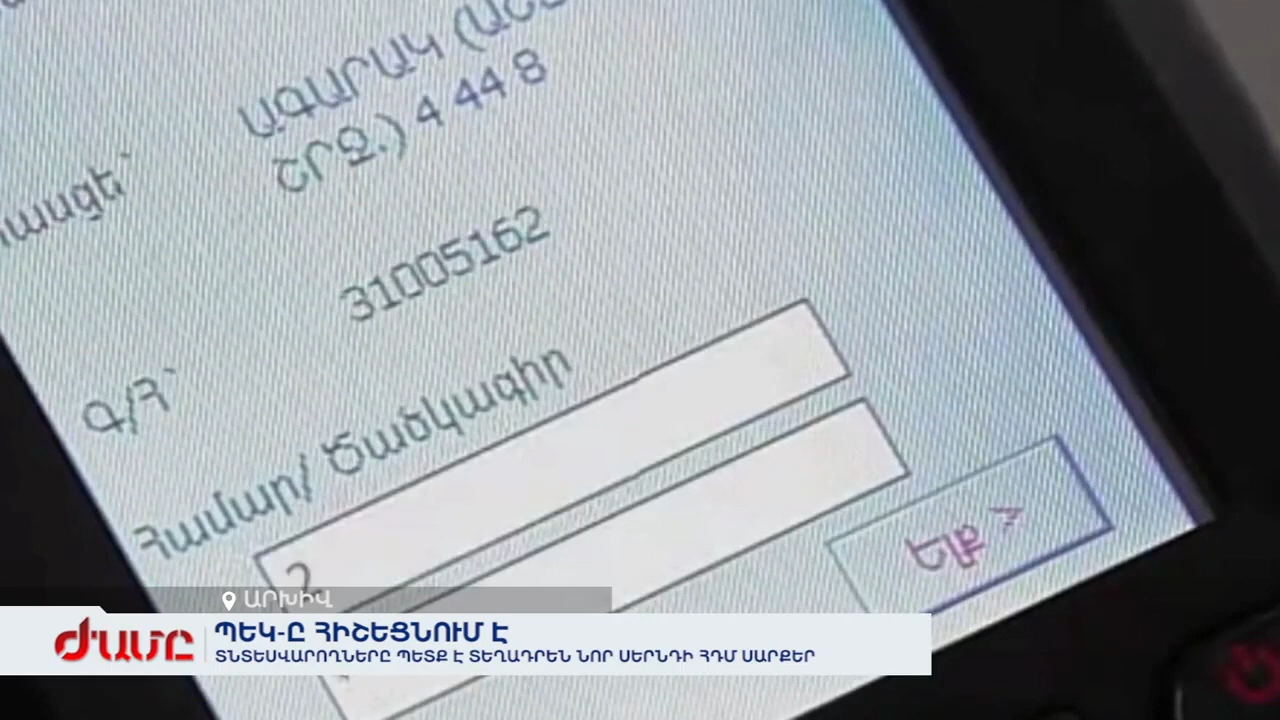 ԱԳԱՐԱԿ
ՇՐՋ.) 4 44 8
31005162
Գ/Հ՝
Համար/ Ծածկագիր
2
Ելք >
ԱՐԽԻՎ
ԺԱՄԸ
ՊԵԿ-Ը ՀԻՇԵՑՆՈՒՄ Է
ՏՆՏԵՍՎԱՐՈՂՆԵՐԸ ՊԵՏՔ Է ՏԵՂԱԴՐԵՆ ՆՈՐ ՍԵՐՆԴԻ ՀԴՄ ՍԱՐՔԵՐ